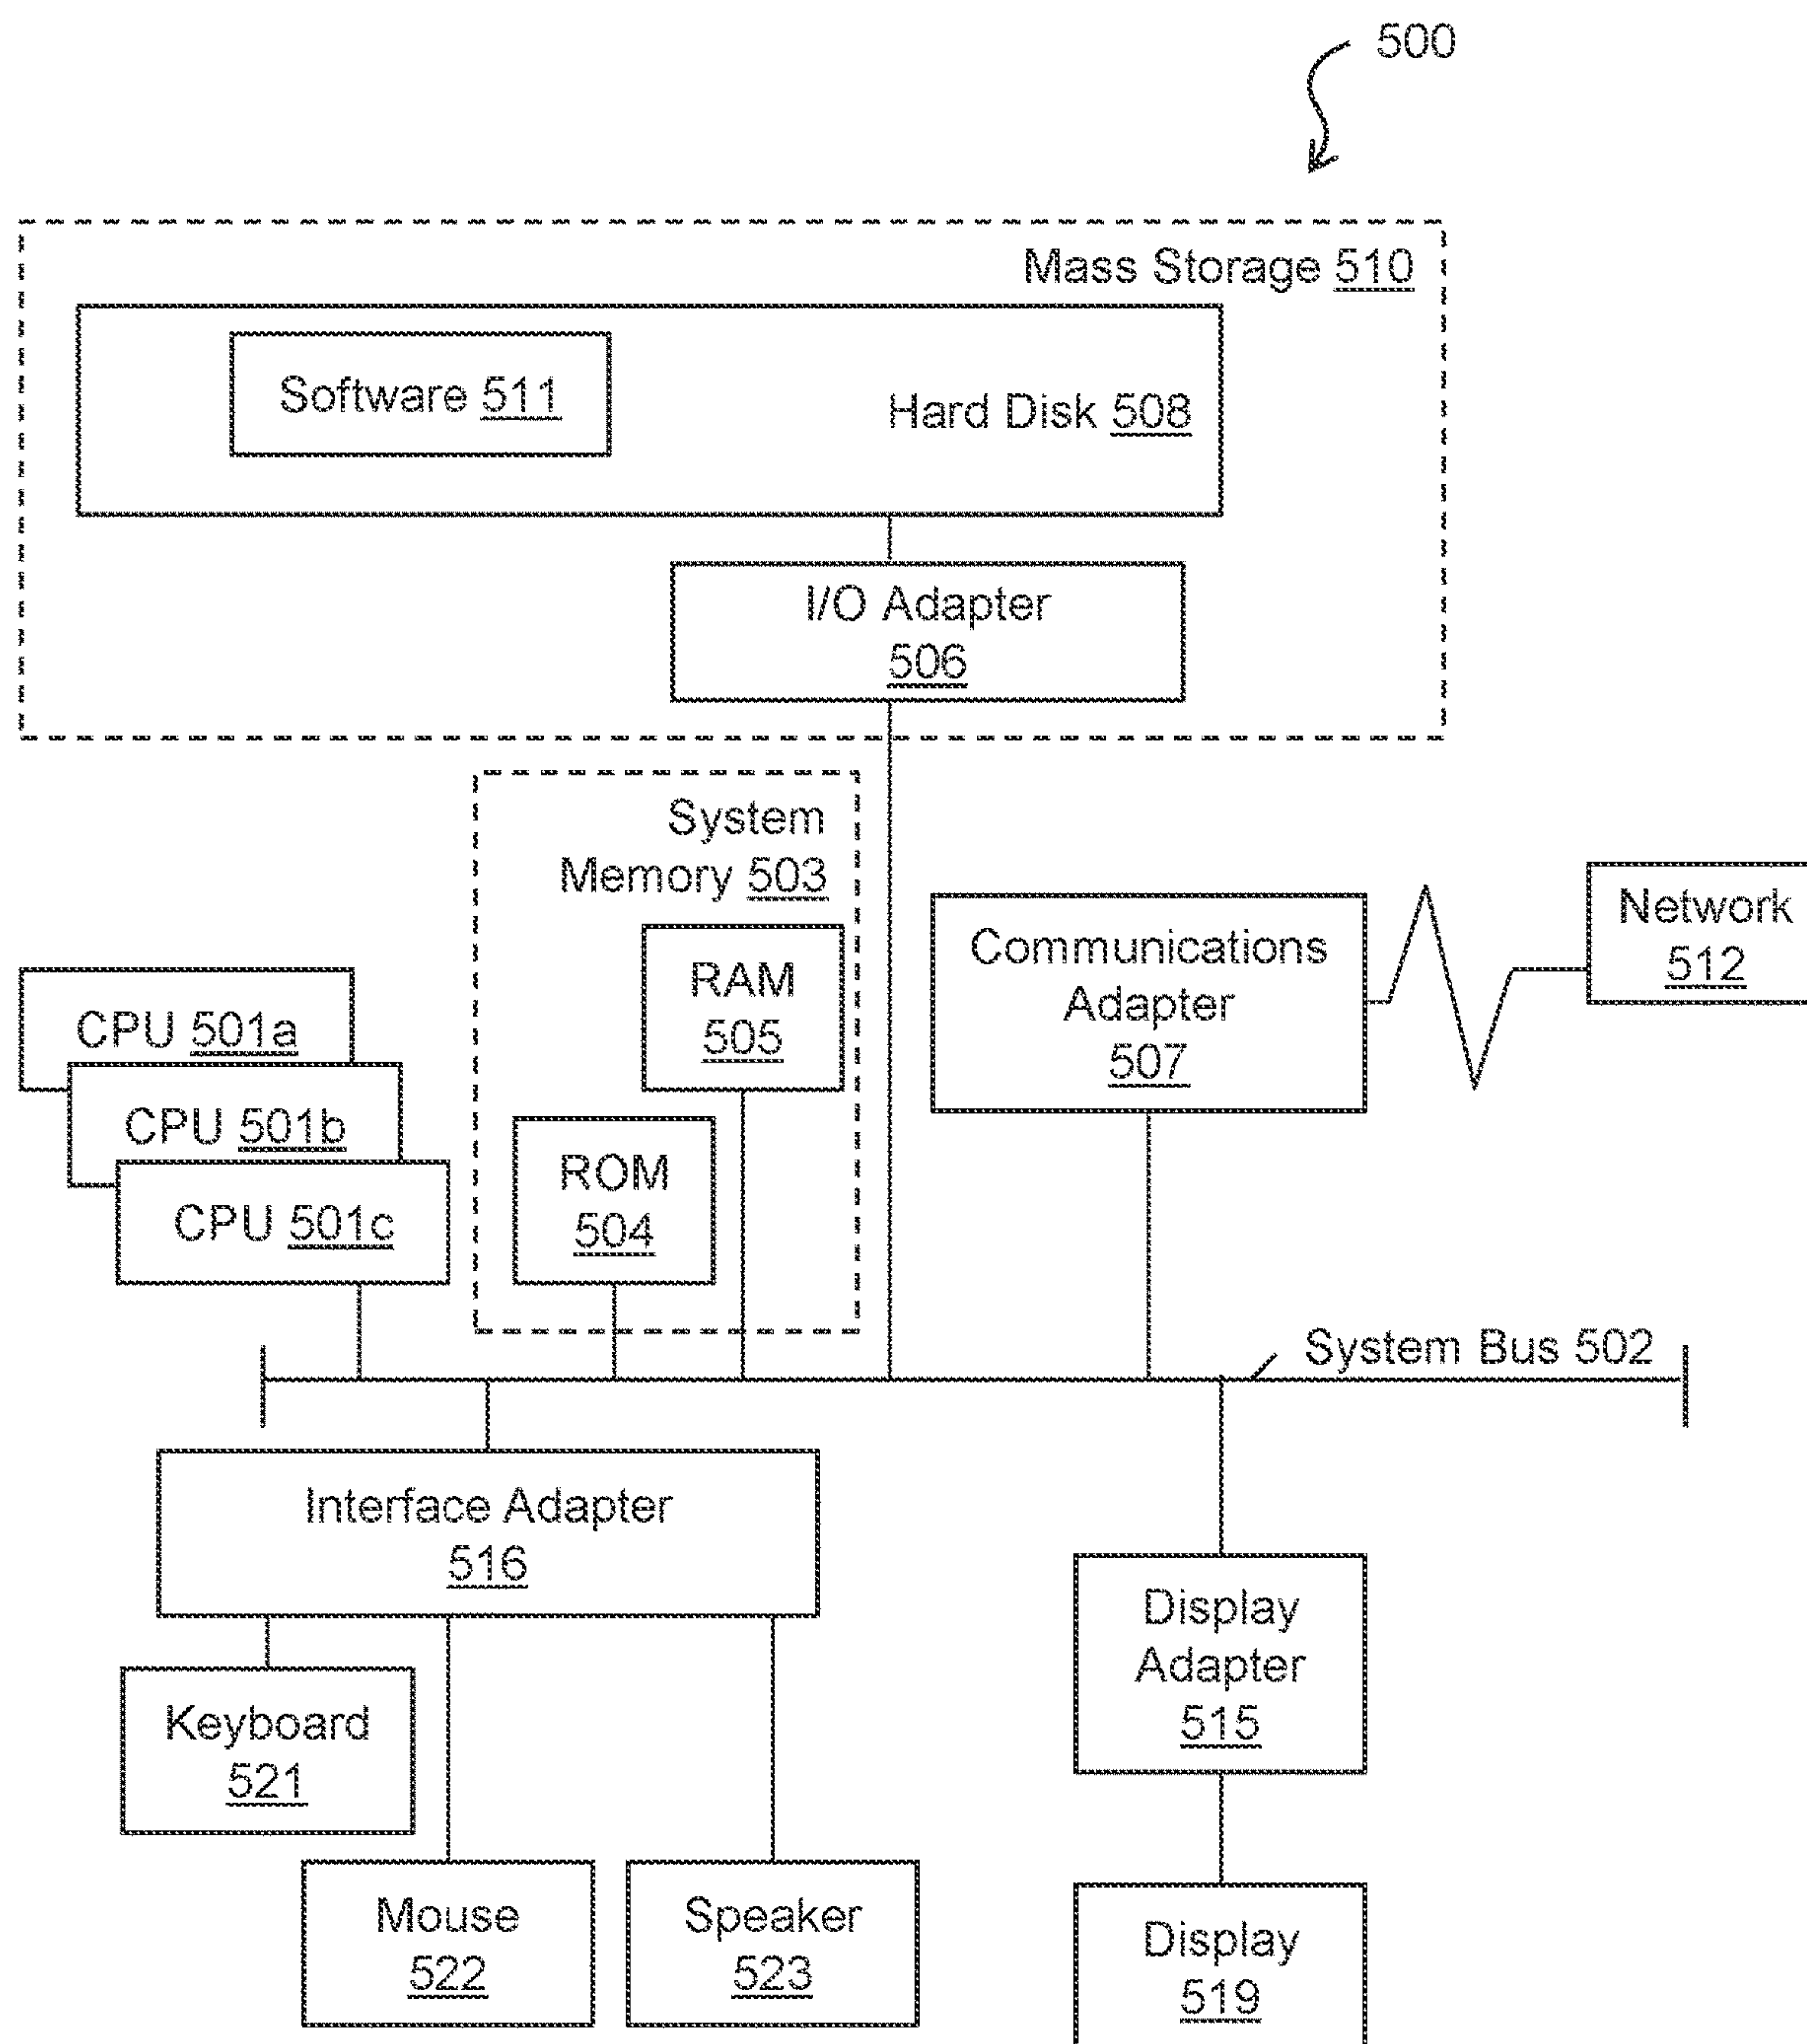 500
Mass Storage 510
Software 511
Hard Disk 508
I/O Adapter
506
System
Memory 503
RAM
505
ROM
504
CPU 501a
CPU 501b
CPU 501c
Communications
Adapter
507
Network
512
System Bus 502
Interface Adapter
516
Keyboard
521
Mouse
522
Speaker
523
Display
Adapter
515
Display
519